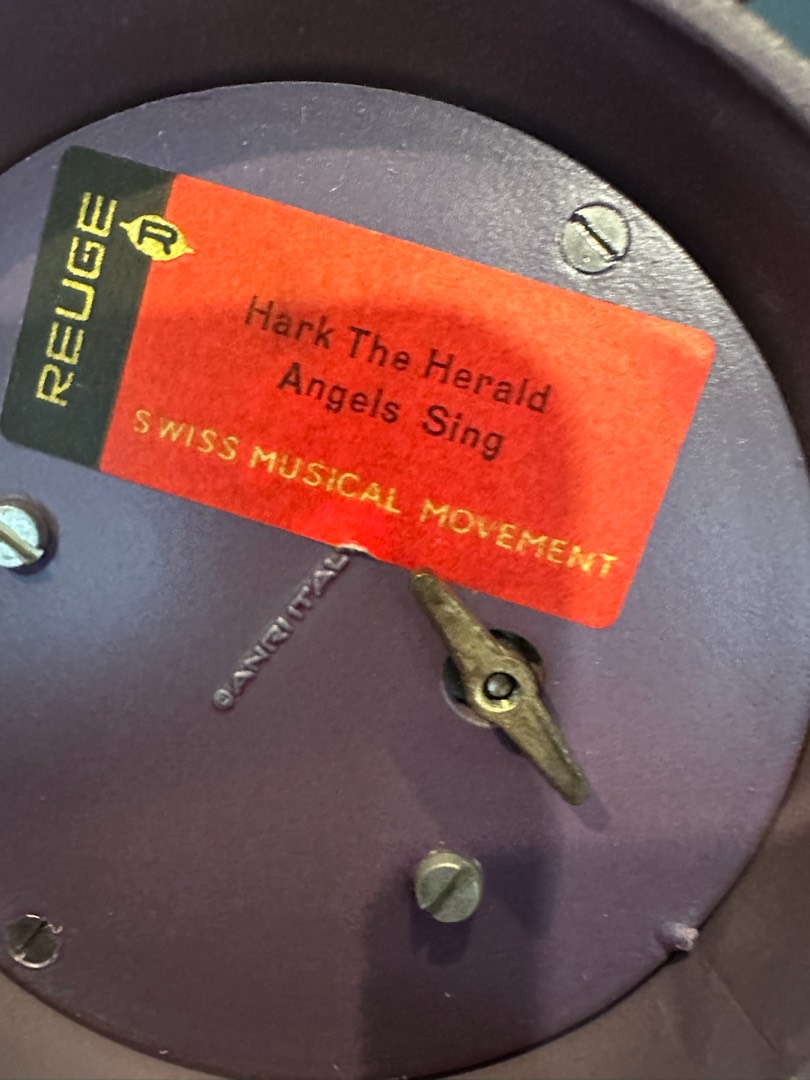 REUGE
R
Hark The Herald
Angels Sing
SWISS MUSICAL MOVEMENT
©ANRI ITAL